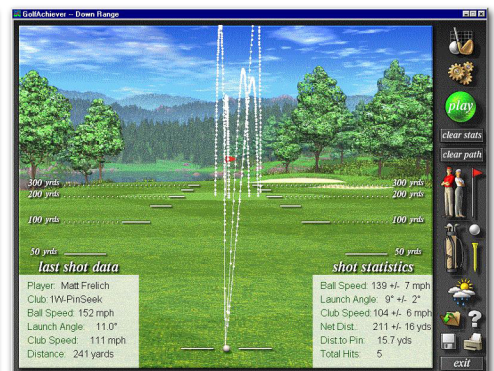 GolfAchiever -- Down Range
play
clear stats
clear path
300 yrds
300 yrds
200 yrds
200 yrds
100 yrds
100 yrds
50 yrds
50 yrds
last shot data
Player: Matt Frelich
Club: 1W-PinSeek
Ball Speed: 152 mph
Launch Angle: 11.0°
Club Speed: 111 mph
Distance: 241 yards
shot statistics
Ball Speed: 139 +/- 7 mph
Launch Angle: 9° +/- 2°
Club Speed: 104 +/- 6 mph
Net Dist. 211 +/- 16 yds
Dist.to Pin: 15.7 yds
Total Hits: 5
exit